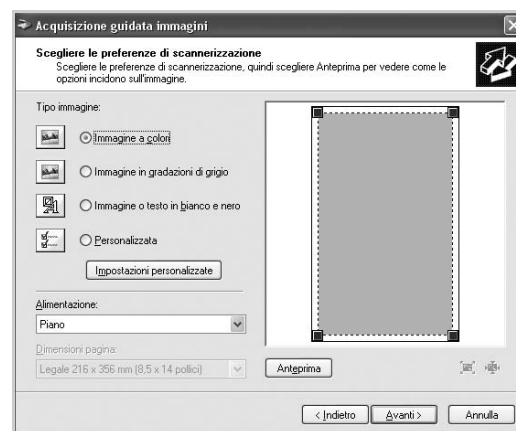 Acquisizione guidata immagini
Scegliere le preferenze di scannerizzazione
Scegliere le preferenze di scannerizzazione, quindi scegliere Anteprima per vedere come le
opzioni incidono sull'immagine.
Tipo immagine:
Immagine a colori
Immagine in gradazioni di grigio
Immagine o testo in bianco e nero
Personalizzata
Impostazioni personalizzate
Alimentazione:
Piano
Dimensioni pagina:
Legale 216 x 356 mm (8,5 x 14 pollici)
Anteprima
< Indietro
Avanti >
Annulla